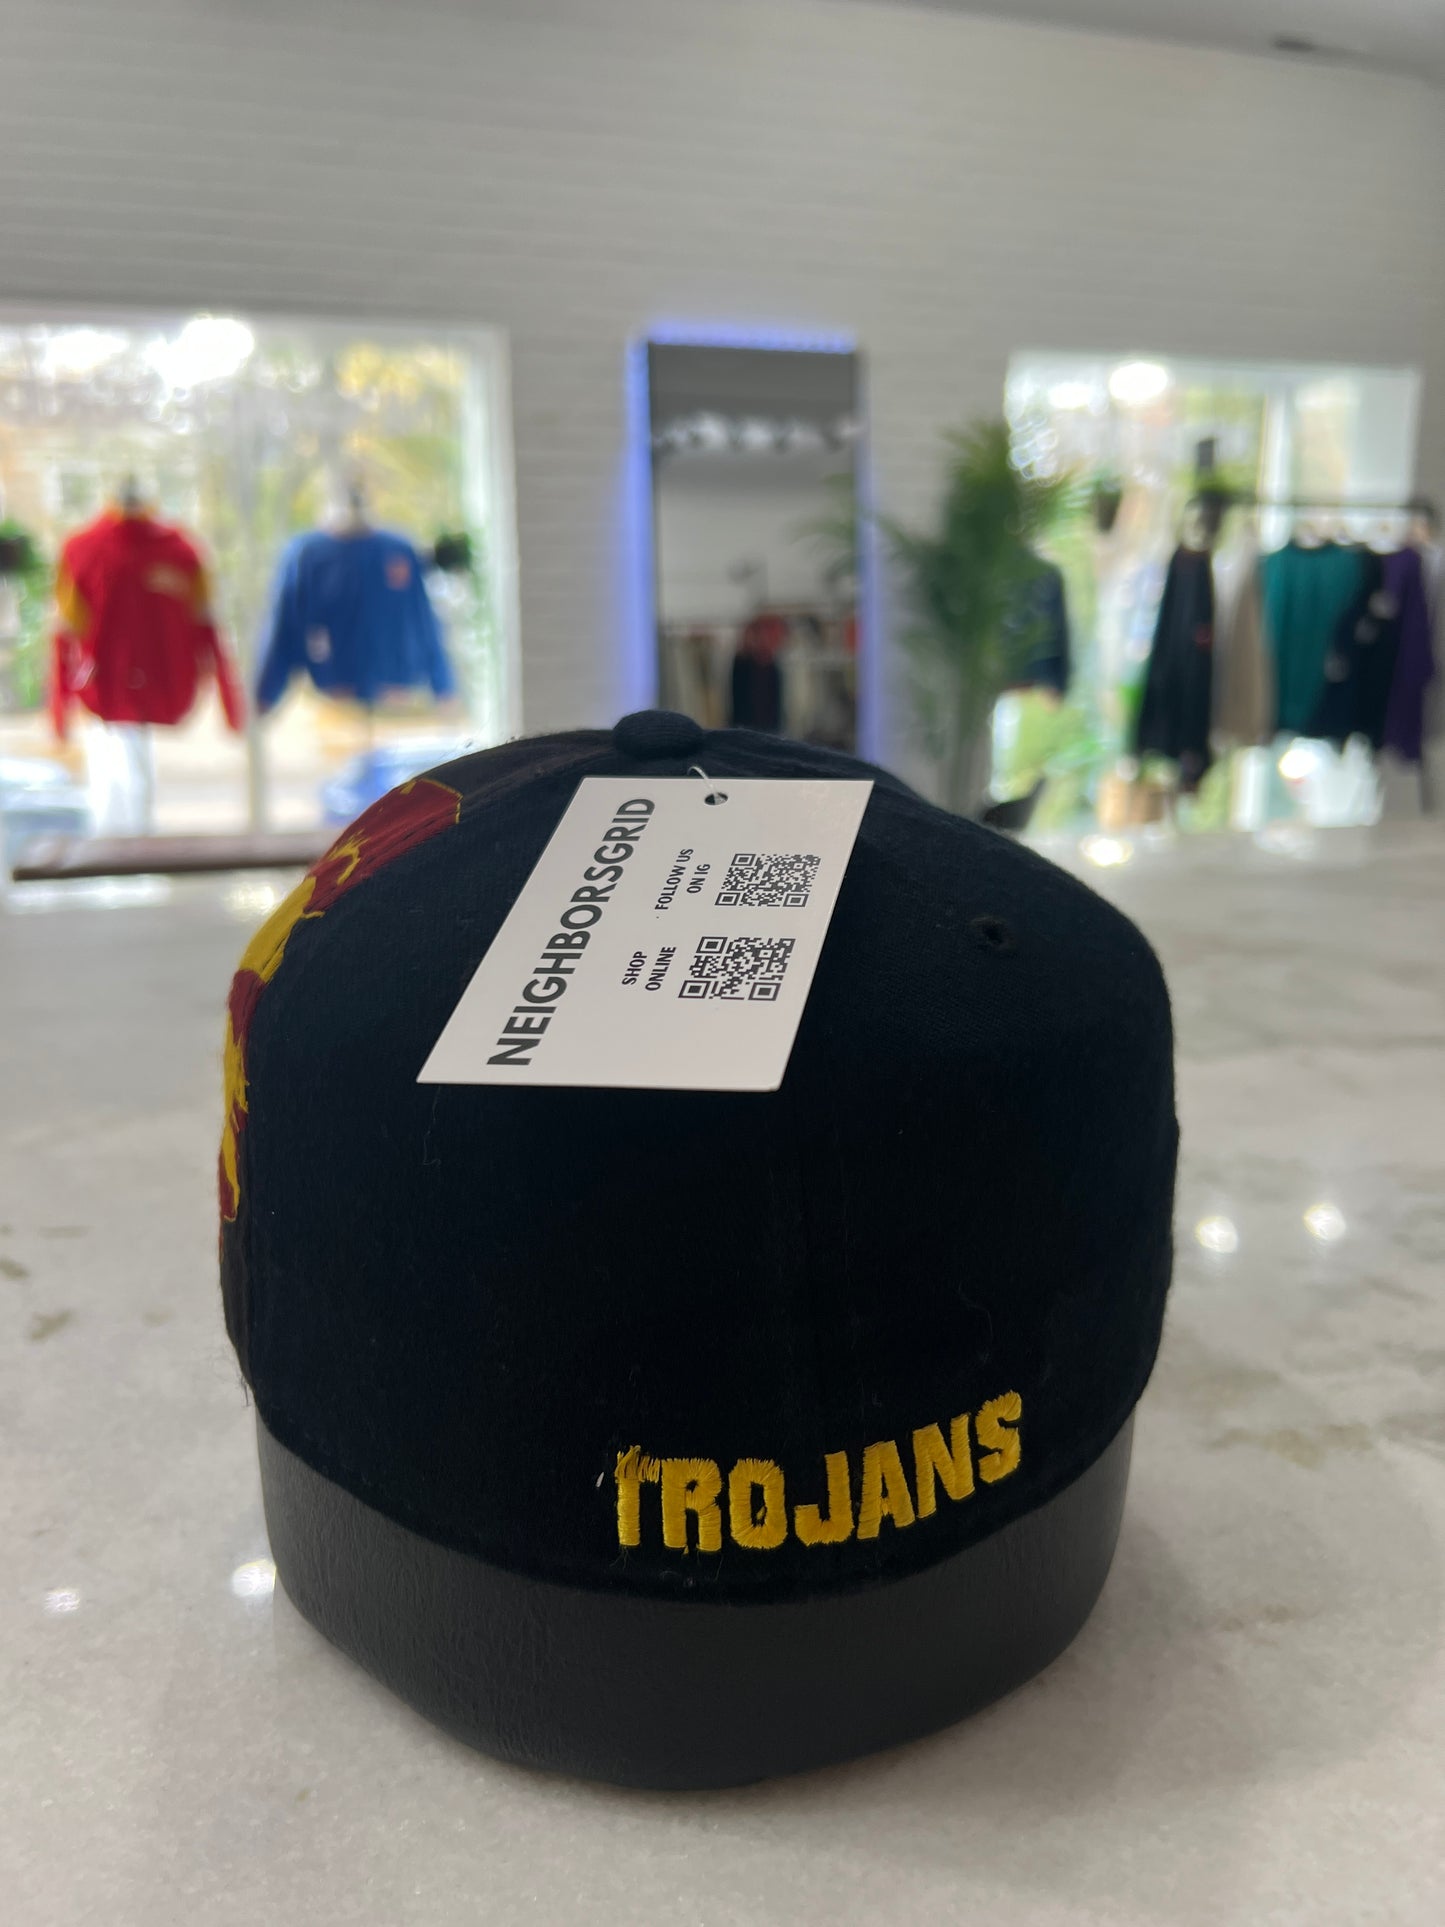 NEIGHBORSGRID
SHOP
ONLINE
FOLLOW US
ON IG
TROJANS